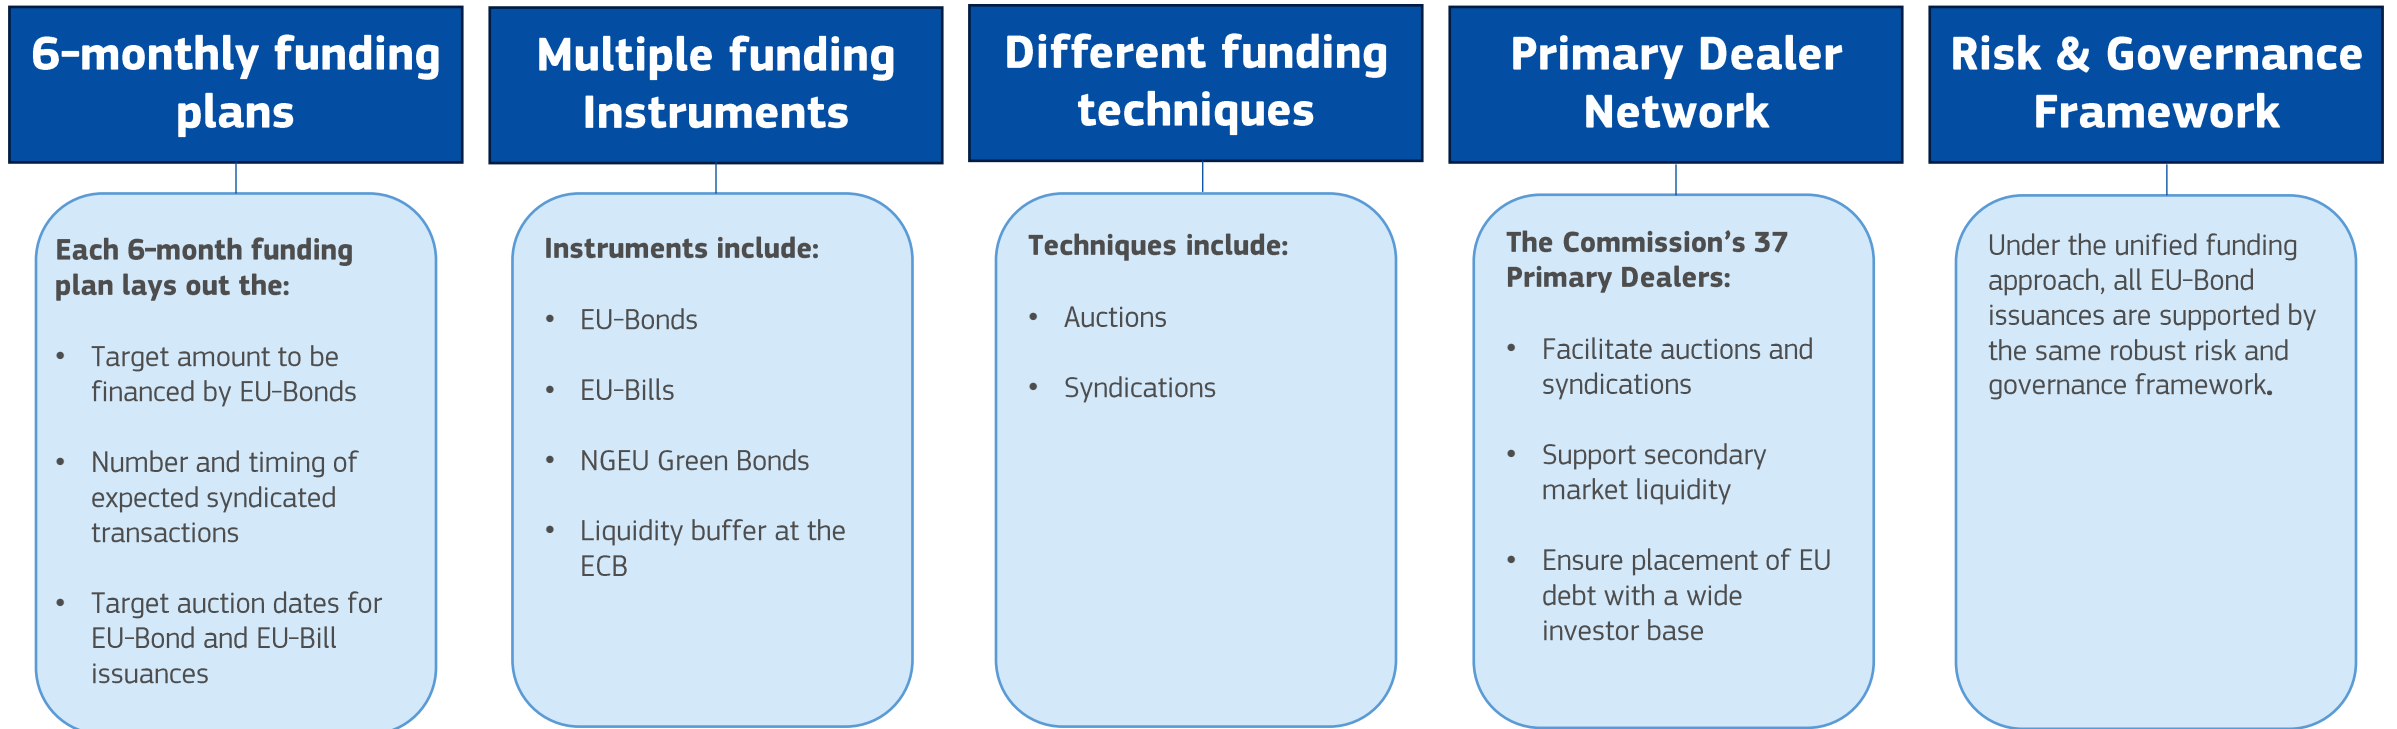 6-monthly funding
plans
Each 6-month funding
plan lays out the:
• Target amount to be
financed by EU-Bonds
• Number and timing of
expected syndicated
transactions
• Target auction dates for
EU-Bond and EU-Bill
issuances
Multiple funding
Instruments
Instruments include:
• EU-Bonds
• EU-Bills
• NGEU Green Bonds
• Liquidity buffer at the
ECB
Different funding
techniques
Techniques include:
• Auctions
• Syndications
Primary Dealer
Network
The Commission’s 37
Primary Dealers:
• Facilitate auctions and
syndications
• Support secondary
market liquidity
• Ensure placement of EU
debt with a wide
investor base
Risk & Governance
Framework
Under the unified funding
approach, all EU-Bond
issuances are supported by
the same robust risk and
governance framework.